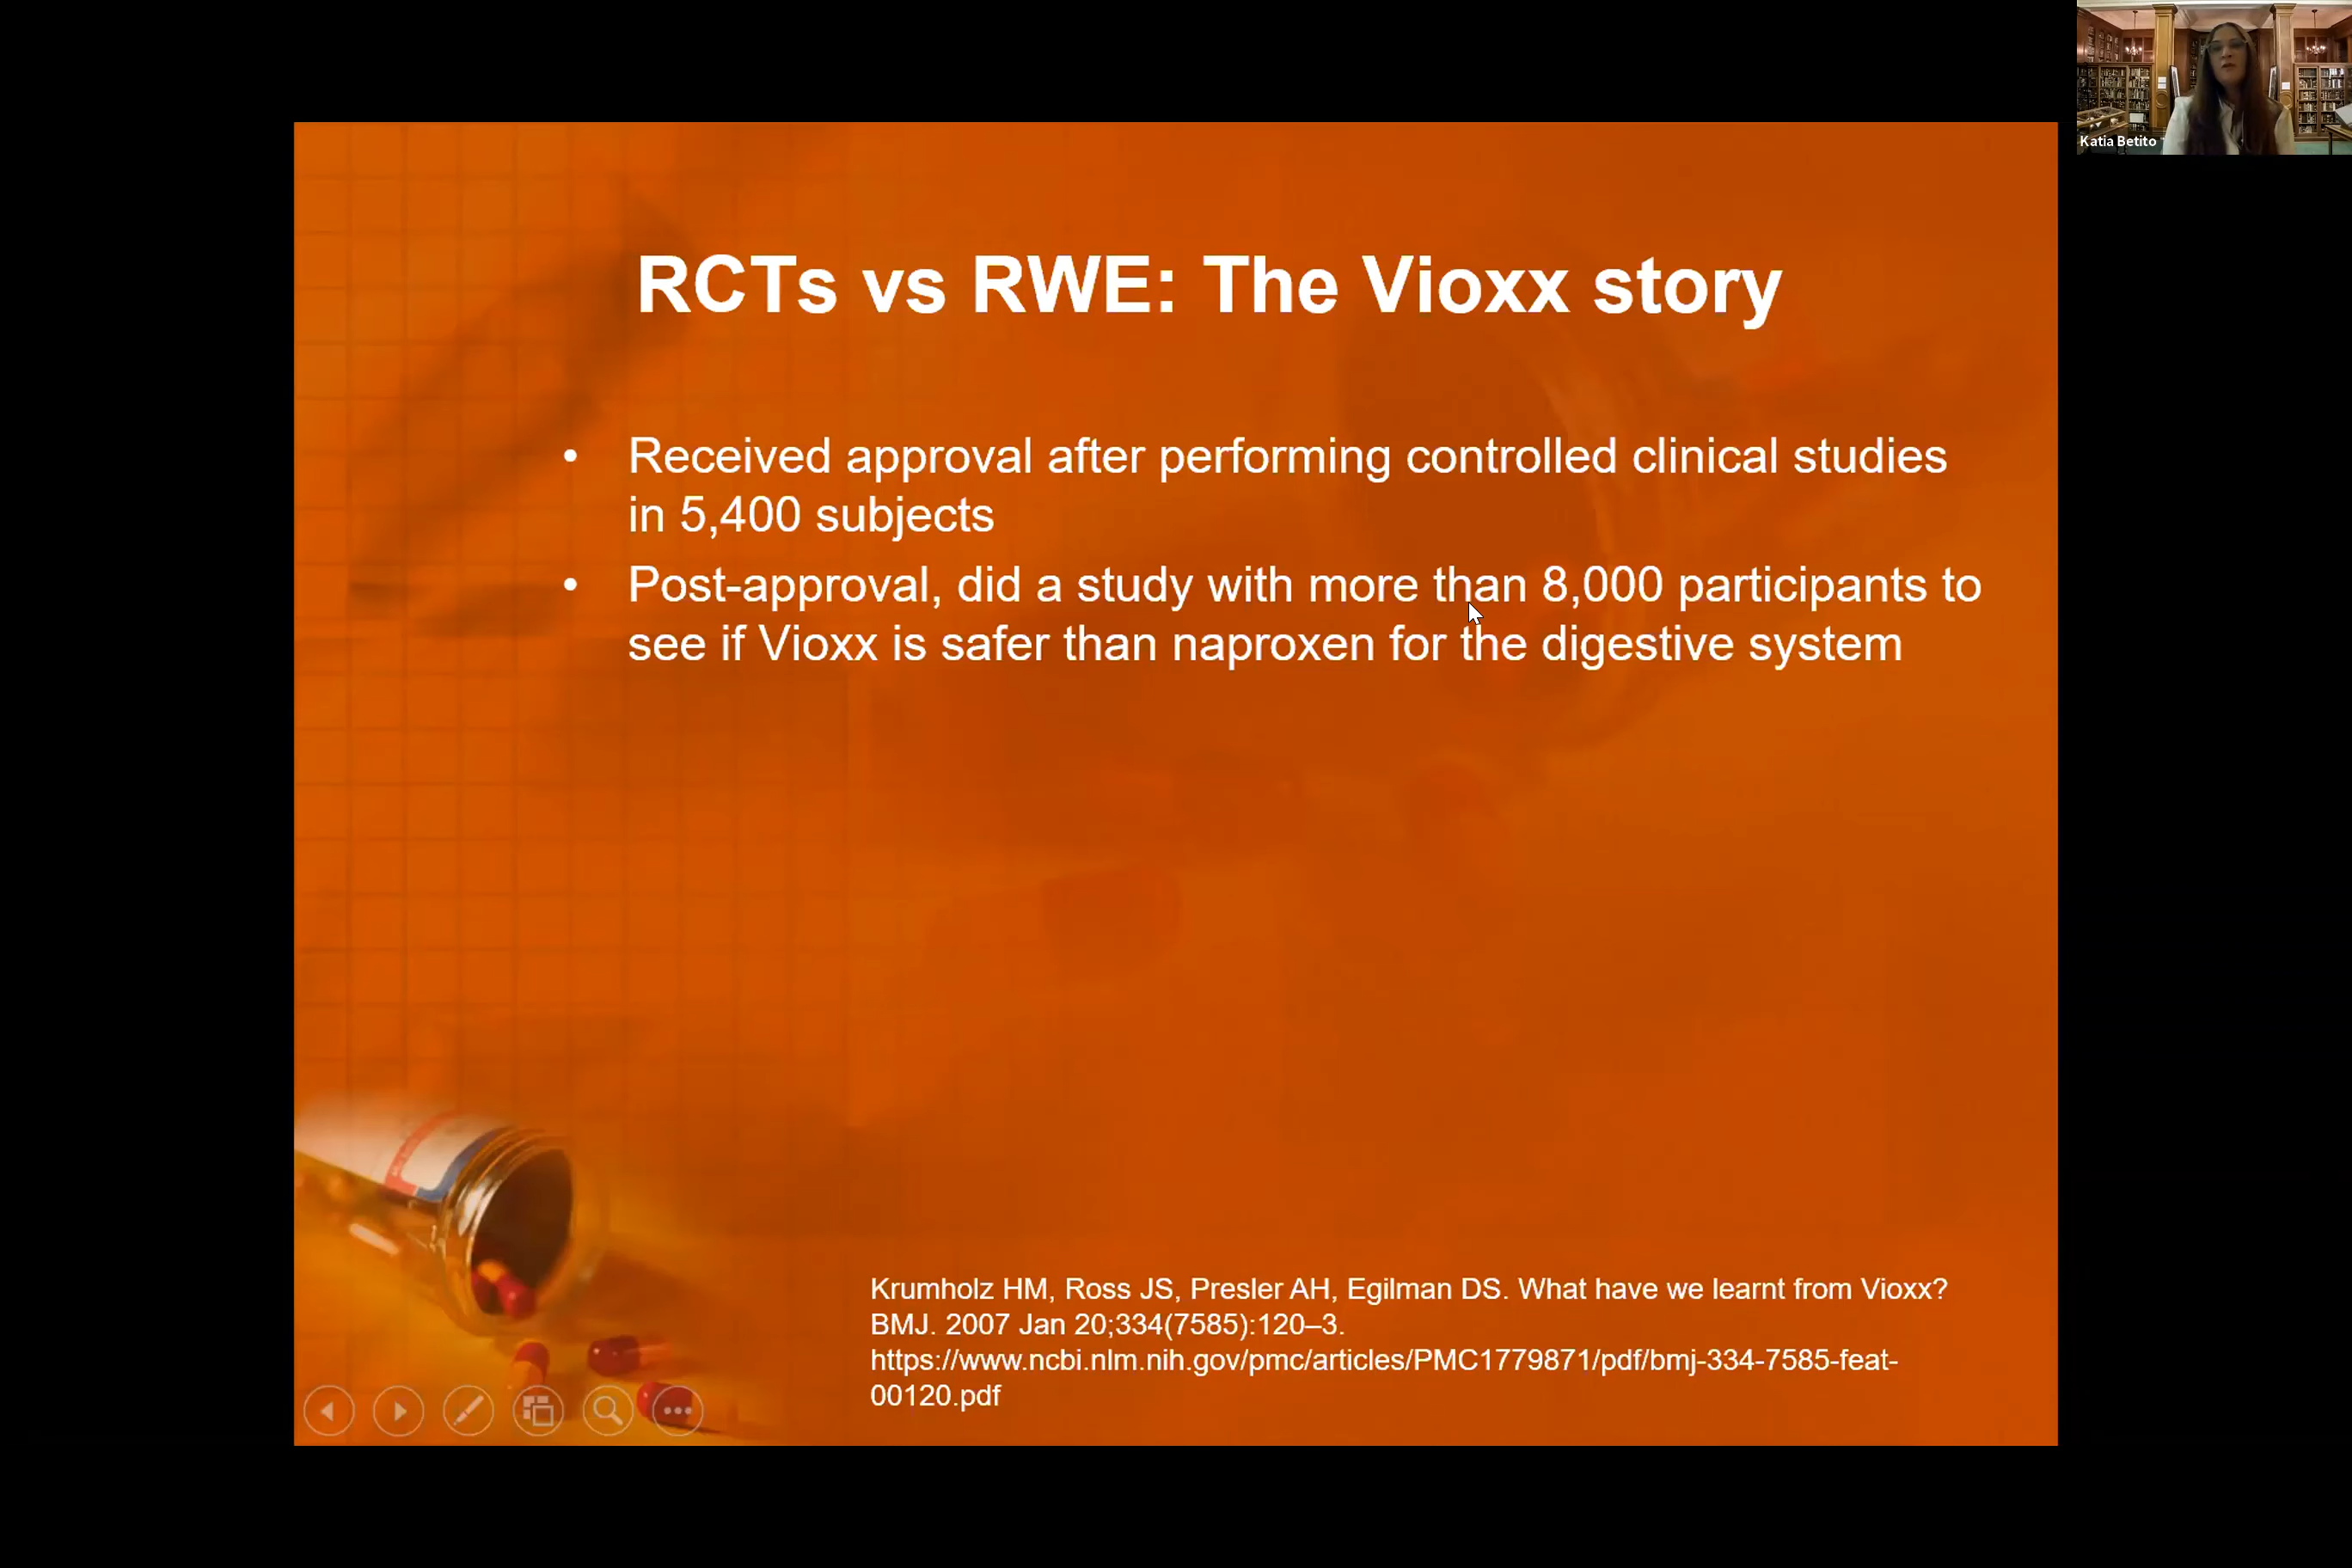 Katia Betito
RCTs vs RWE: The Vioxx story
• Received approval after performing controlled clinical studies
in 5,400 subjects
• Post-approval, did a study with more than 8,000 participants to
see if Vioxx is safer than naproxen for the digestive system
Krumholz HM, Ross JS, Presler AH, Egilman DS. What have we learnt from Vioxx?
BMJ. 2007 Jan 20;334(7585):120–3.
https://www.ncbi.nlm.nih.gov/pmc/articles/PMC1779871/pdf/bmj-334-7585-feat-
00120.pdf